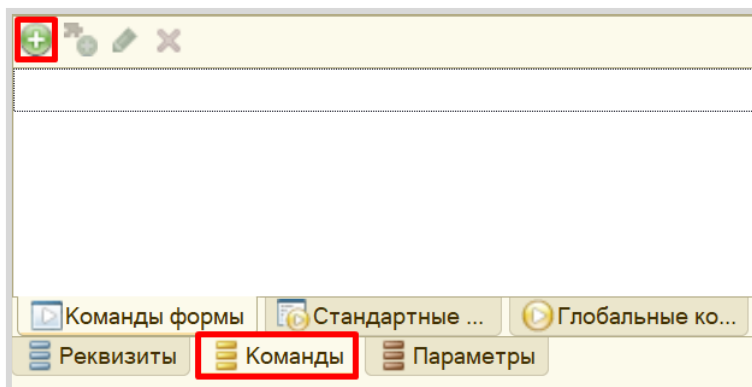 Команды формы Стандартные ... Глобальные ко...
Реквизиты Команды Параметры